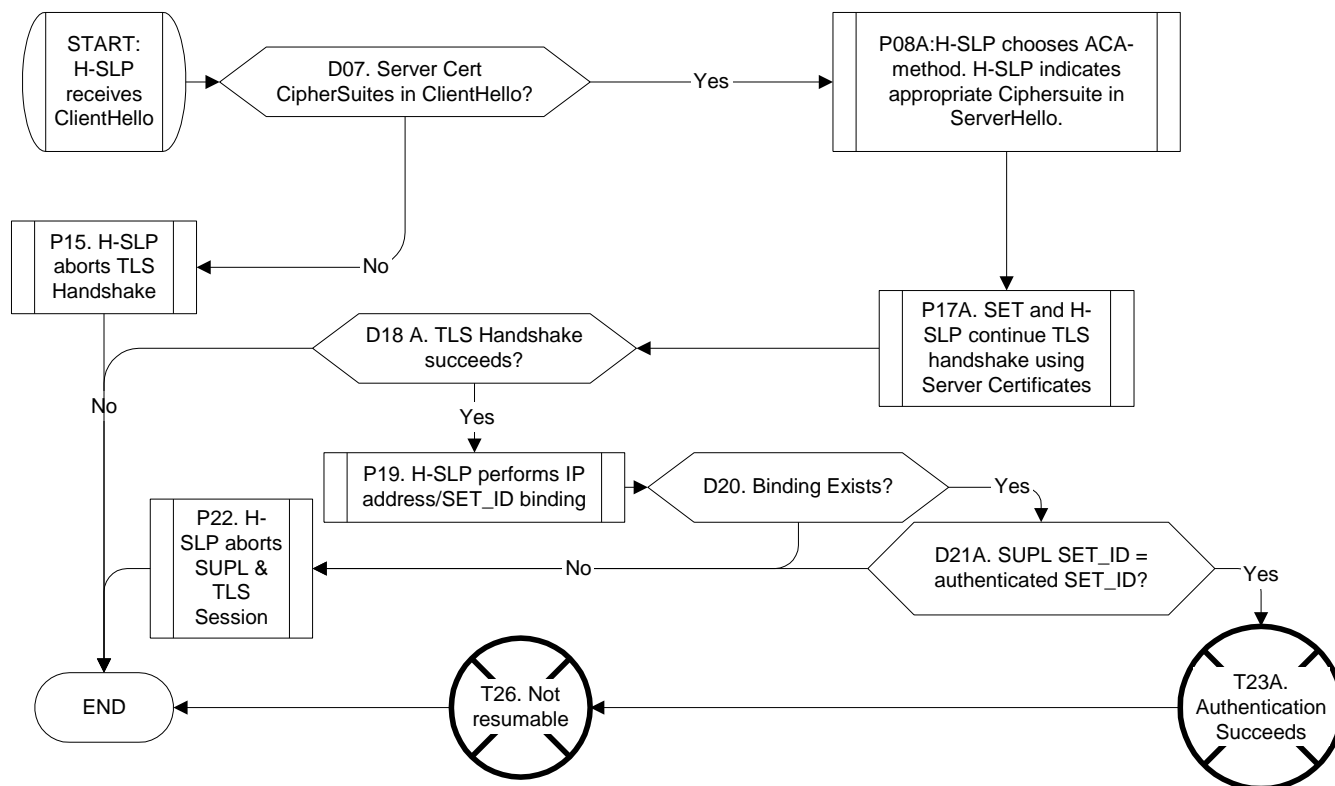 START:
H-SLP
receives
ClientHello
D07. Server Cert
CipherSuites in ClientHello?
Yes
P08A:H-SLP chooses ACA-
method. H-SLP indicates
appropriate Ciphersuite in
ServerHello.
P15. H-SLP
aborts TLS
Handshake
No
D18 A. TLS Handshake
succeeds?
P17A. SET and H-
SLP continue TLS
handshake using
Server Certificates
No
Yes
P19. H-SLP performs IP
address/SET_ID binding
D20. Binding Exists?
Yes
P22. H-
SLP aborts
SUPL &
TLS
Session
No
D21A. SUPL SET_ID =
authenticated SET_ID?
Yes
END
T26. Not
resumable
T23A.
Authentication
Succeeds